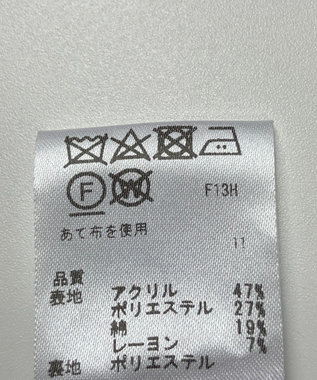 F W F13H
あて布を使用
11
品質
表地 アクリル 47%
ポリエステル 27%
綿 19%
レーヨン 7%
裏地 ポリエステル